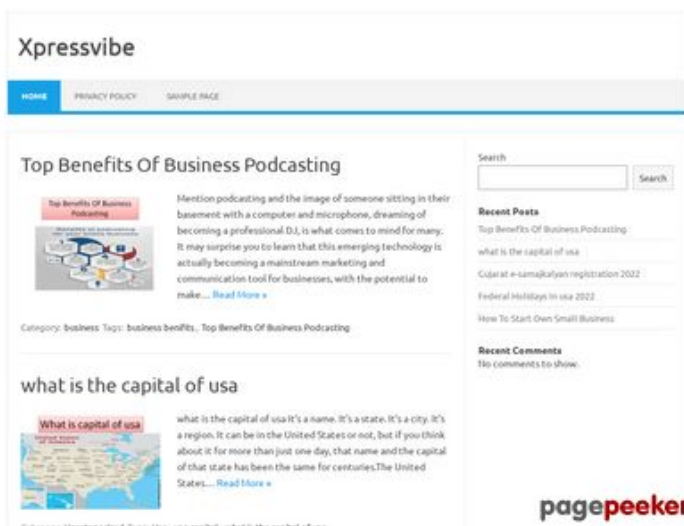 Xpressvibe
HOME PRIVACY POLICY SAMPLE PAGE
Top Benefits Of Business Podcasting
Top Benefits Of Business
Podcasting
Mention podcasting and the image of someone sitting in their
basement with a computer and microphone, dreaming of
becoming a professional DJ, is what comes to mind for many.
It may surprise you to learn that this emerging technology is
actually becoming a mainstream marketing and
communication tool for businesses, with the potential to
make... Read More »
Category: business Tags: business benifits, Top Benefits Of Business Podcasting
what is the capital of usa
What is capital of usa
what is the capital of usa It's a name. It's a state. It's a city. It's
a region. It can be in the United States or not, but if you think
about it for more than just one day, that name and the capital
of that state has been the same for centuries.The United
States... Read More »
Search
Search
Recent Posts
Top Benefits Of Business Podcasting
what is the capital of usa
Gujarat e-samajkalyan registration 2022
Federal Holidays in usa 2022
How To Start Own Small Business
Recent Comments
No comments to show.
pagepeeker